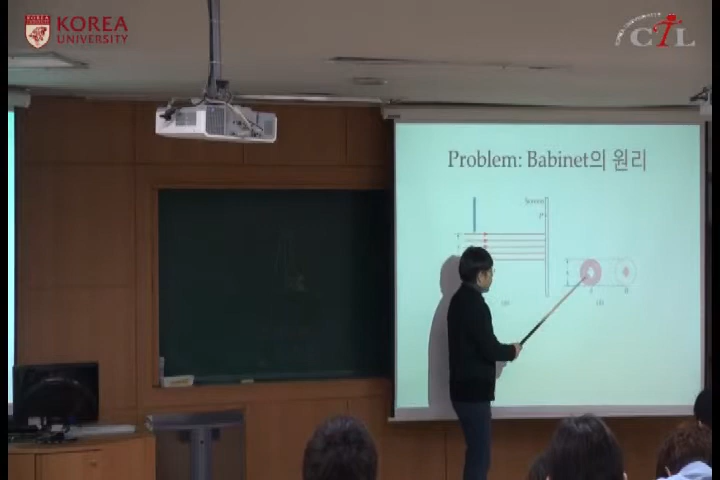 KOREA
UNIVERSITY
CTL
Problem: Babinet의 원리
Screen
P
A
B
(a)